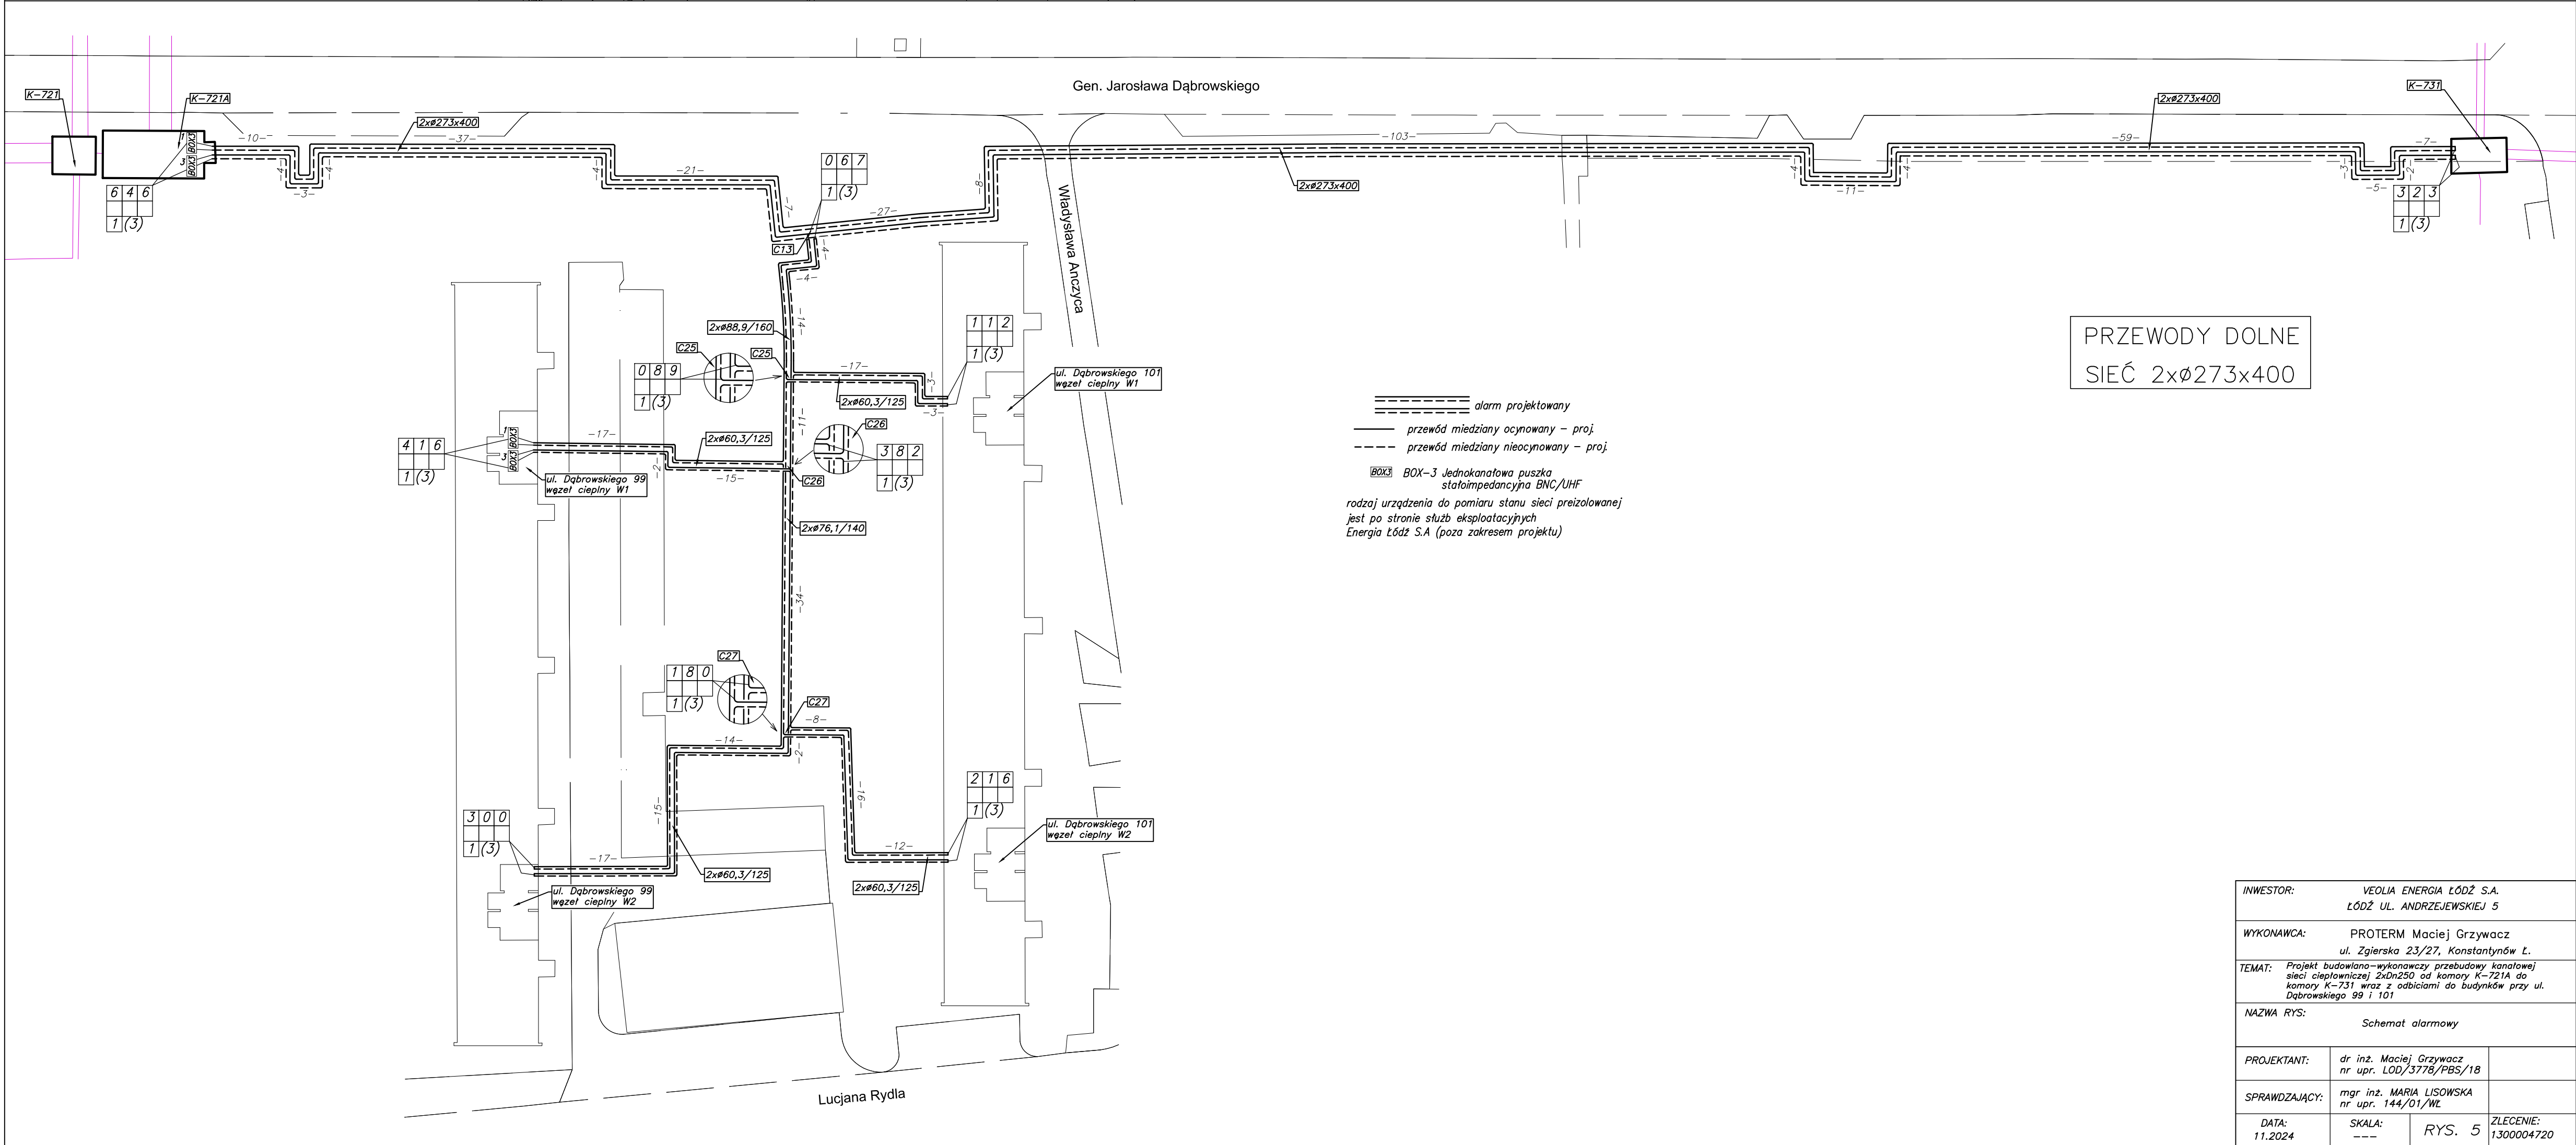 Gen. Jarosława Dąbrowskiego
K-721
K-721A
2xø273x400
2xø273x400
K-731
-10-
-37-
-103-
-59-
-7-
1 BOX3
3 BOX3
-4-
-3-
-4-
-4-
-21-
-7-
-27-
-8-
2xø273x400
-4-
-11-
-4-
-3-
-5-
-2-
6 4 6
1 (3)
0 6 7
1 (3)
3 2 3
1 (3)
C13
-4-
-4-
Władysława Anczyca
-14-
2xø88,9/160
C25
C25
0 8 9
1 (3)
-17-
-3-
2xø60,3/125
-3-
1 1 2
1 (3)
ul. Dąbrowskiego 101
węzeł cieplny W1
PRZEWODY DOLNE
SIEĆ 2xø273x400
alarm projektowany
przewód miedziany ocynowany – proj.
przewód miedziany nieocynowany – proj.
BOX3 BOX-3 Jednokanałowa puszka
stałoimpedancyjna BNC/UHF
rodzaj urządzenia do pomiaru stanu sieci preizolowanej
jest po stronie służb eksploatacyjnych
Energia Łódź S.A (poza zakresem projektu)
-11-
C26
3 8 2
1 (3)
4 1 6
1 (3)
1 BOX3
3 BOX3
-17-
2xø60,3/125
-2-
-15-
C26
ul. Dąbrowskiego 99
węzeł cieplny W1
2xø76,1/140
-34-
C27
1 8 0
1 (3)
C27
-8-
-14-
-2-
-15-
-16-
2 1 6
1 (3)
3 0 0
1 (3)
-17-
-12-
2xø60,3/125
2xø60,3/125
ul. Dąbrowskiego 101
węzeł cieplny W2
ul. Dąbrowskiego 99
węzeł cieplny W2
Lucjana Rydla
INWESTOR: VEOLIA ENERGIA ŁÓDŹ S.A.
ŁÓDŹ UL. ANDRZEJEWSKIEJ 5
WYKONAWCA: PROTERM Maciej Grzywacz
ul. Zgierska 23/27, Konstantynów Ł.
TEMAT: Projekt budowlano-wykonawczy przebudowy kanałowej
sieci ciepłowniczej 2xDn250 od komory K-721A do
komory K-731 wraz z odbiciami do budynków przy ul.
Dąbrowskiego 99 i 101
NAZWA RYS:
Schemat alarmowy
PROJEKTANT: dr inż. Maciej Grzywacz
nr upr. LOD/3778/PBS/18
SPRAWDZAJĄCY: mgr inż. MARIA LISOWSKA
nr upr. 144/01/WŁ
DATA: SKALA: RYS. 5 ZLECENIE:
11.2024 --- 1300004720